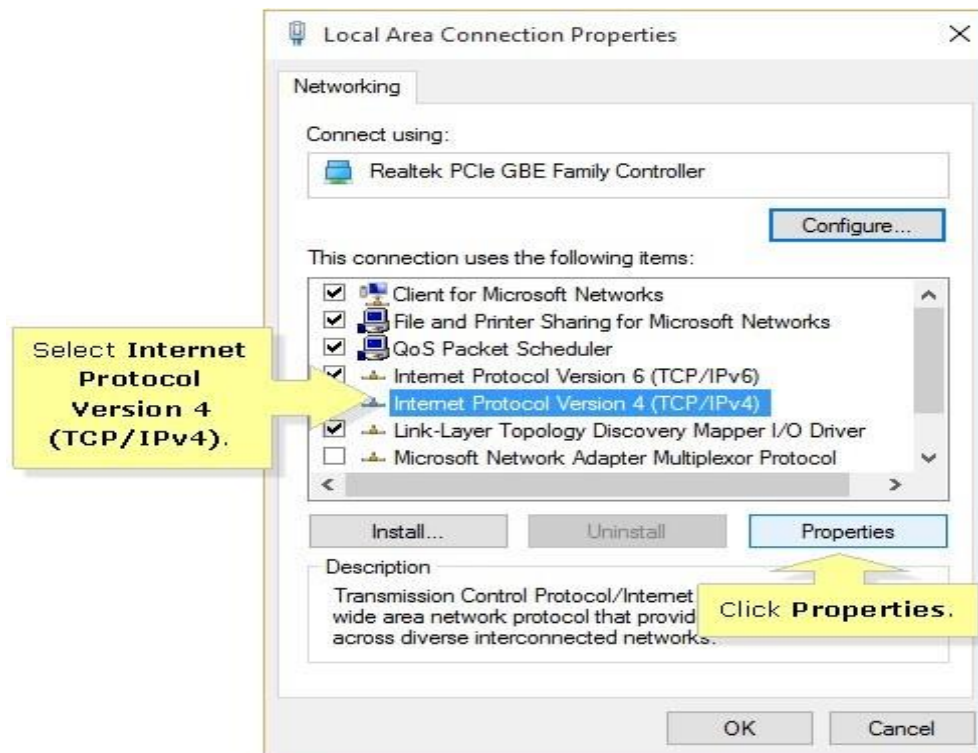 Local Area Connection Properties
Networking
Connect using:
Realtek PCIe GBE Family Controller
Configure...
This connection uses the following items:
Client for Microsoft Networks
File and Printer Sharing for Microsoft Networks
QoS Packet Scheduler
Internet Protocol Version 6 (TCP/IPv6)
Internet Protocol Version 4 (TCP/IPv4)
Link-Layer Topology Discovery Mapper I/O Driver
Microsoft Network Adapter Multiplexor Protocol
Select Internet
Protocol
Version 4
(TCP/IPv4).
Install...
Uninstall
Properties
Description
Transmission Control Protocol/Internet
wide area network protocol that provid
across diverse interconnected networks.
Click Properties.
OK
Cancel